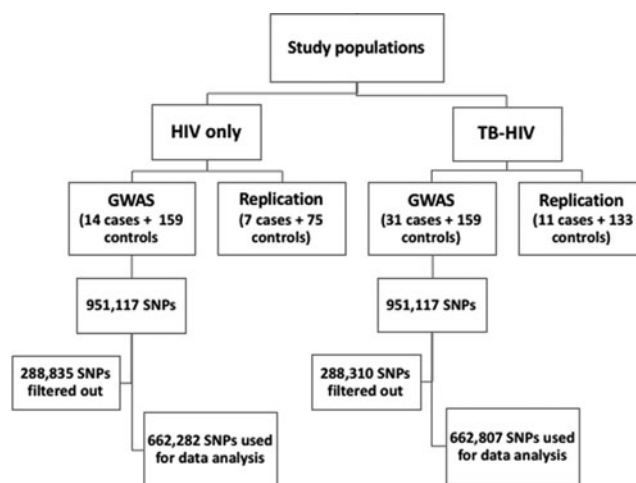 Study populations
HIV only
TB-HIV
GWAS
(14 cases + 159
controls
Replication
(7 cases + 75
controls)
GWAS
(31 cases + 159
controls)
Replication
(11 cases + 133
controls)
951,117 SNPs
951,117 SNPs
288,835 SNPs
filtered out
288,310 SNPs
filtered out
662,282 SNPs used
for data analysis
662,807 SNPs used
for data analysis